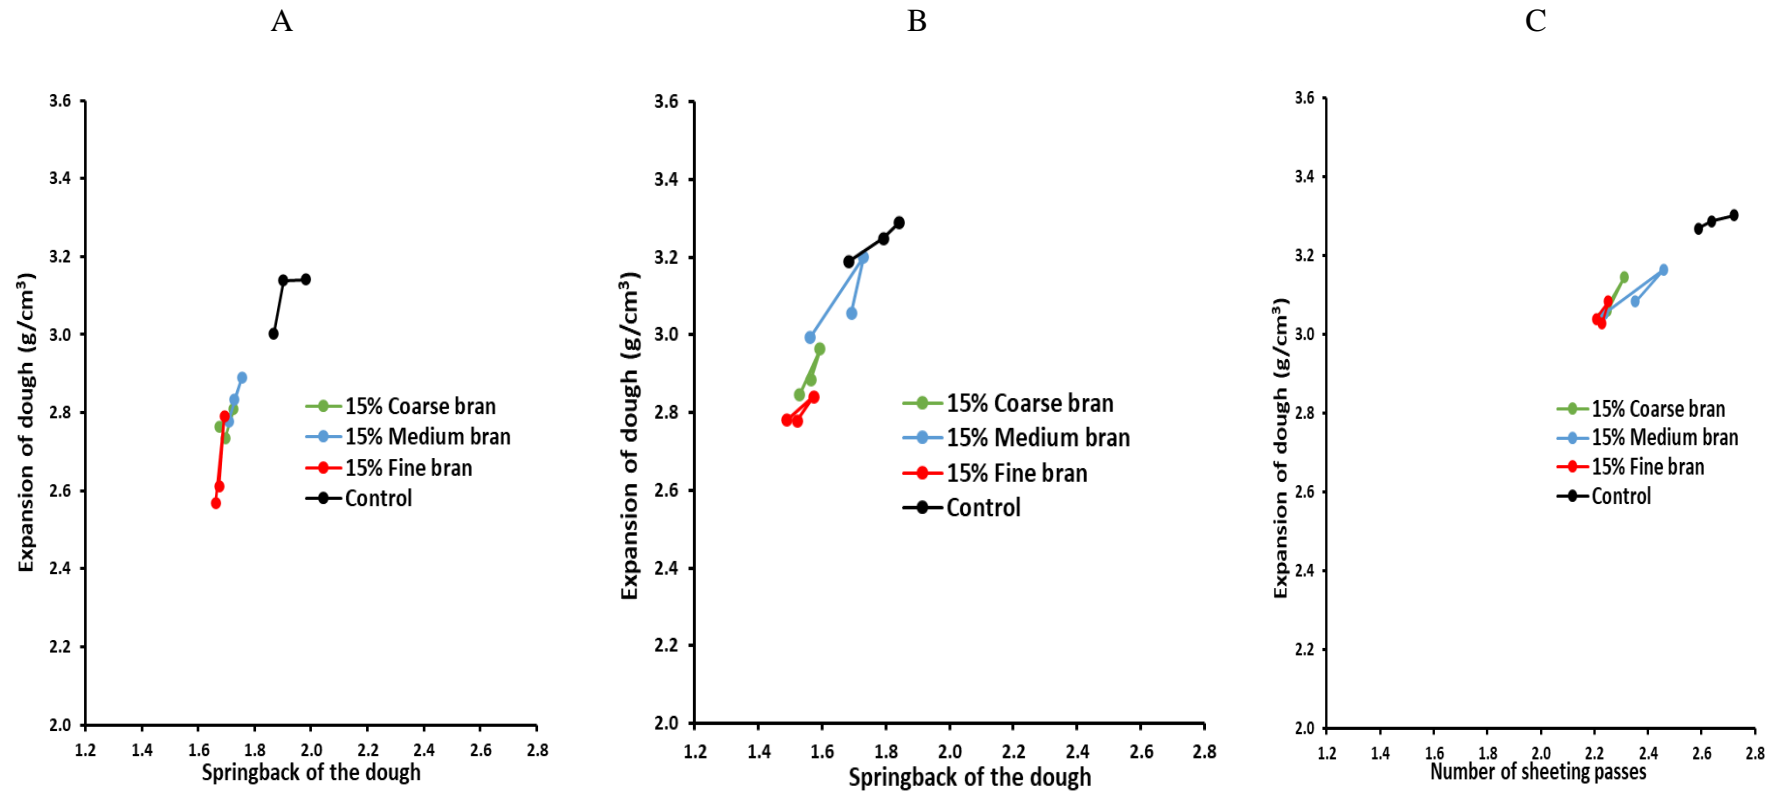 A
B
C
Expansion of dough (g/cm³)
3.6
3.4
3.2
3.0
2.8
2.6
2.4
2.2
2.0
1.2 1.4 1.6 1.8 2.0 2.2 2.4 2.6 2.8
Springback of the dough
15% Coarse bran
15% Medium bran
15% Fine bran
Control
Expansion of dough (g/cm³)
3.6
3.4
3.2
3.0
2.8
2.6
2.4
2.2
2.0
1.2 1.4 1.6 1.8 2.0 2.2 2.4 2.6 2.8
Springback of the dough
15% Coarse bran
15% Medium bran
15% Fine bran
Control
Expansion of dough (g/cm³)
3.6
3.4
3.2
3.0
2.8
2.6
2.4
2.2
2.0
1.2 1.4 1.6 1.8 2.0 2.2 2.4 2.6 2.8
Number of sheeting passes
15% Coarse bran
15% Medium bran
15% Fine bran
Control